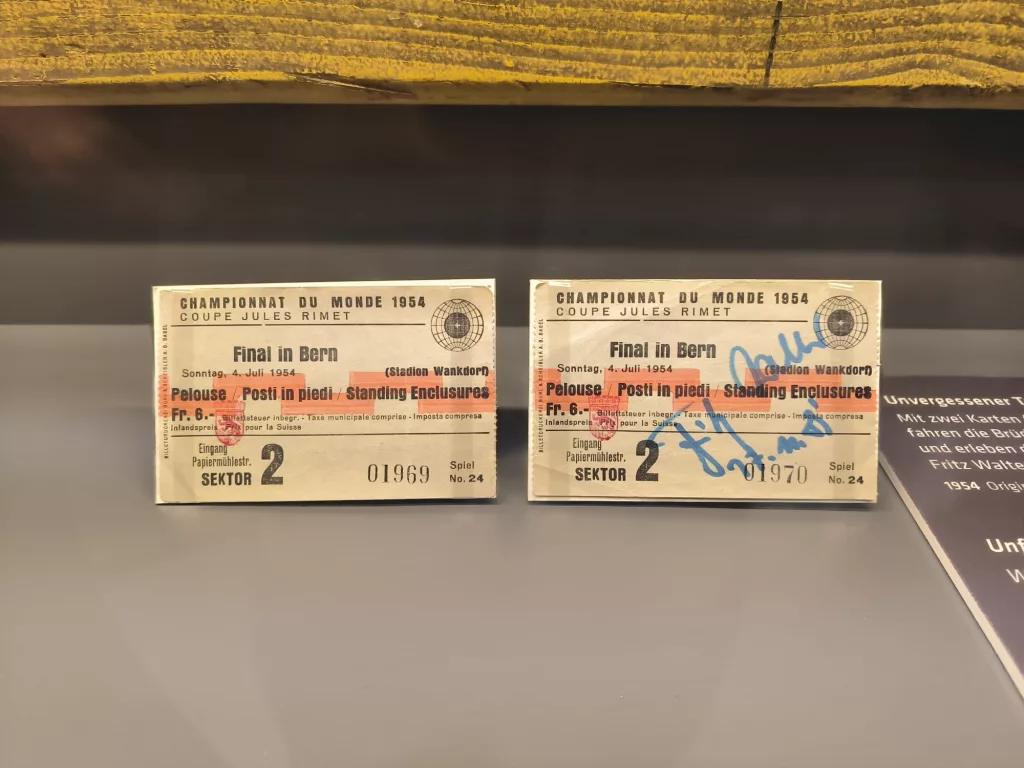 CHAMPIONNAT DU MONDE 1954
COUPE JULES RIMET
Final in Bern
Sonntag, 4. Juli 1954
(Stadion Wankdorf)
Pelouse / Posti in piedi / Standing Enclosures
Fr. 6.-
Billettsteuer inbegr. - Taxe municipale comprise - Imposta compresa
Inlandspreis - Prix pour la Suisse
Eingang
Papiermühlestr.
SEKTOR 2
01969
Spiel
No. 24
CHAMPIONNAT DU MONDE 1954
COUPE JULES RIMET
Final in Bern
Sonntag, 4. Juli 1954
(Stadion Wankdorf)
Pelouse / Posti in piedi / Standing Enclosures
Fr. 6.-
Billettsteuer inbegr. - Taxe municipale comprise - Imposta compresa
Inlandspreis - Prix pour la Suisse
Eingang
Papiermühlestr.
SEKTOR 2
01970
Spiel
No. 24
Unvergessener
Mit zwei Karten
fahren die
und erleben
Fritz
1954